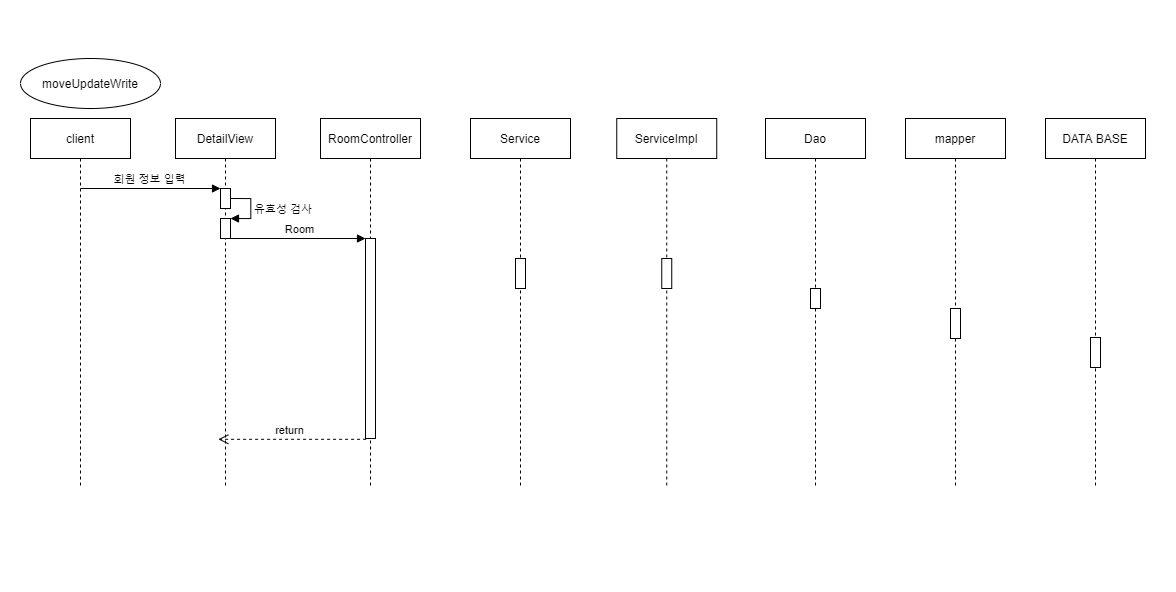 moveUpdateWrite
client
DetailView
RoomController
Service
ServiceImpl
Dao
mapper
DATA BASE
회원 정보 입력
유효성 검사
Room
return